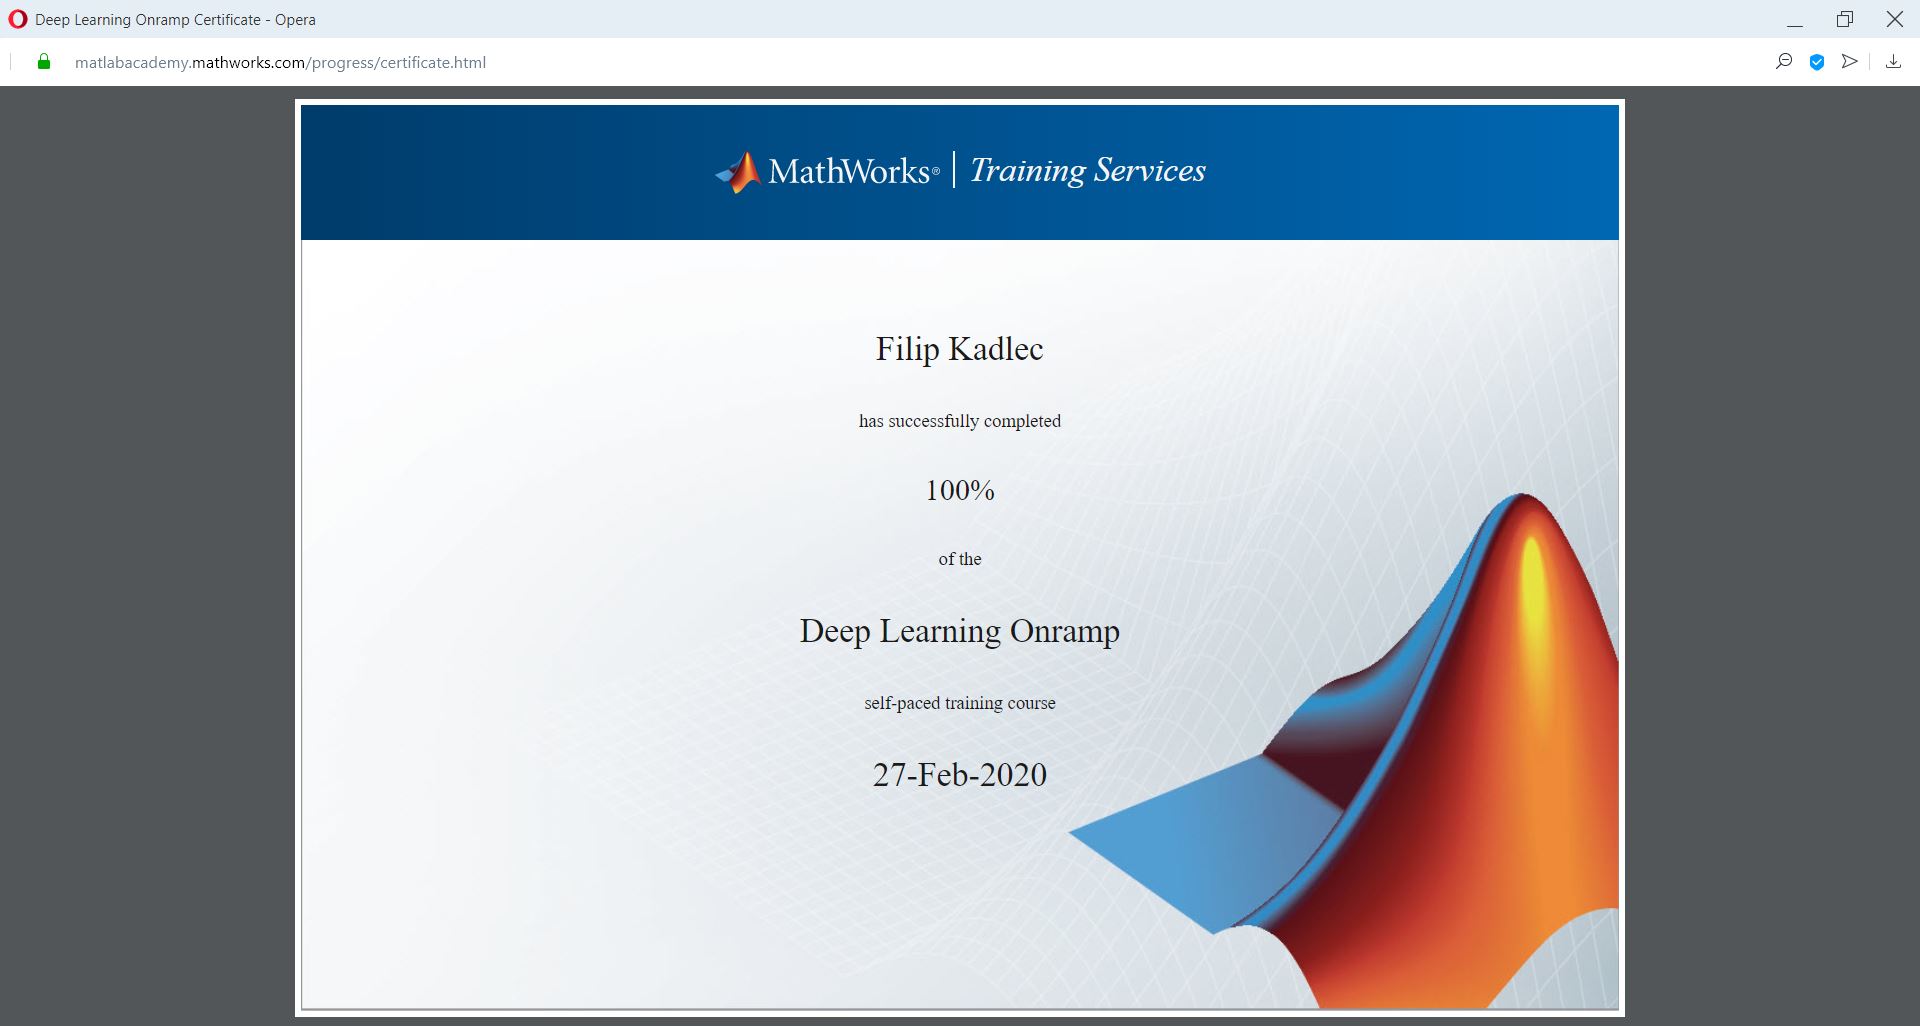 Deep Learning Onramp Certificate - Opera
matlabacademy.mathworks.com/progress/certificate.html
MathWorks® | Training Services
Filip Kadlec
has successfully completed
100%
of the
Deep Learning Onramp
self-paced training course
27-Feb-2020